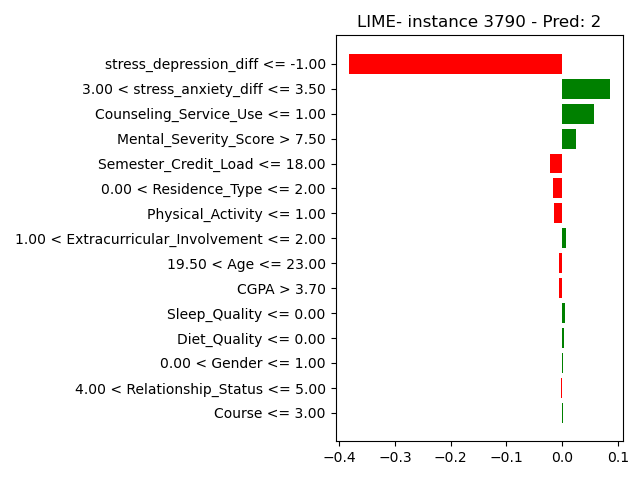 LIME- instance 3790 - Pred: 2
stress_depression_diff <= -1.00
3.00 < stress_anxiety_diff <= 3.50
Counseling_Service_Use <= 1.00
Mental_Severity_Score > 7.50
Semester_Credit_Load <= 18.00
0.00 < Residence_Type <= 2.00
Physical_Activity <= 1.00
1.00 < Extracurricular_Involvement <= 2.00
19.50 < Age <= 23.00
CGPA > 3.70
Sleep_Quality <= 0.00
Diet_Quality <= 0.00
0.00 < Gender <= 1.00
4.00 < Relationship_Status <= 5.00
Course <= 3.00
−0.4 −0.3 −0.2 −0.1 0.0 0.1